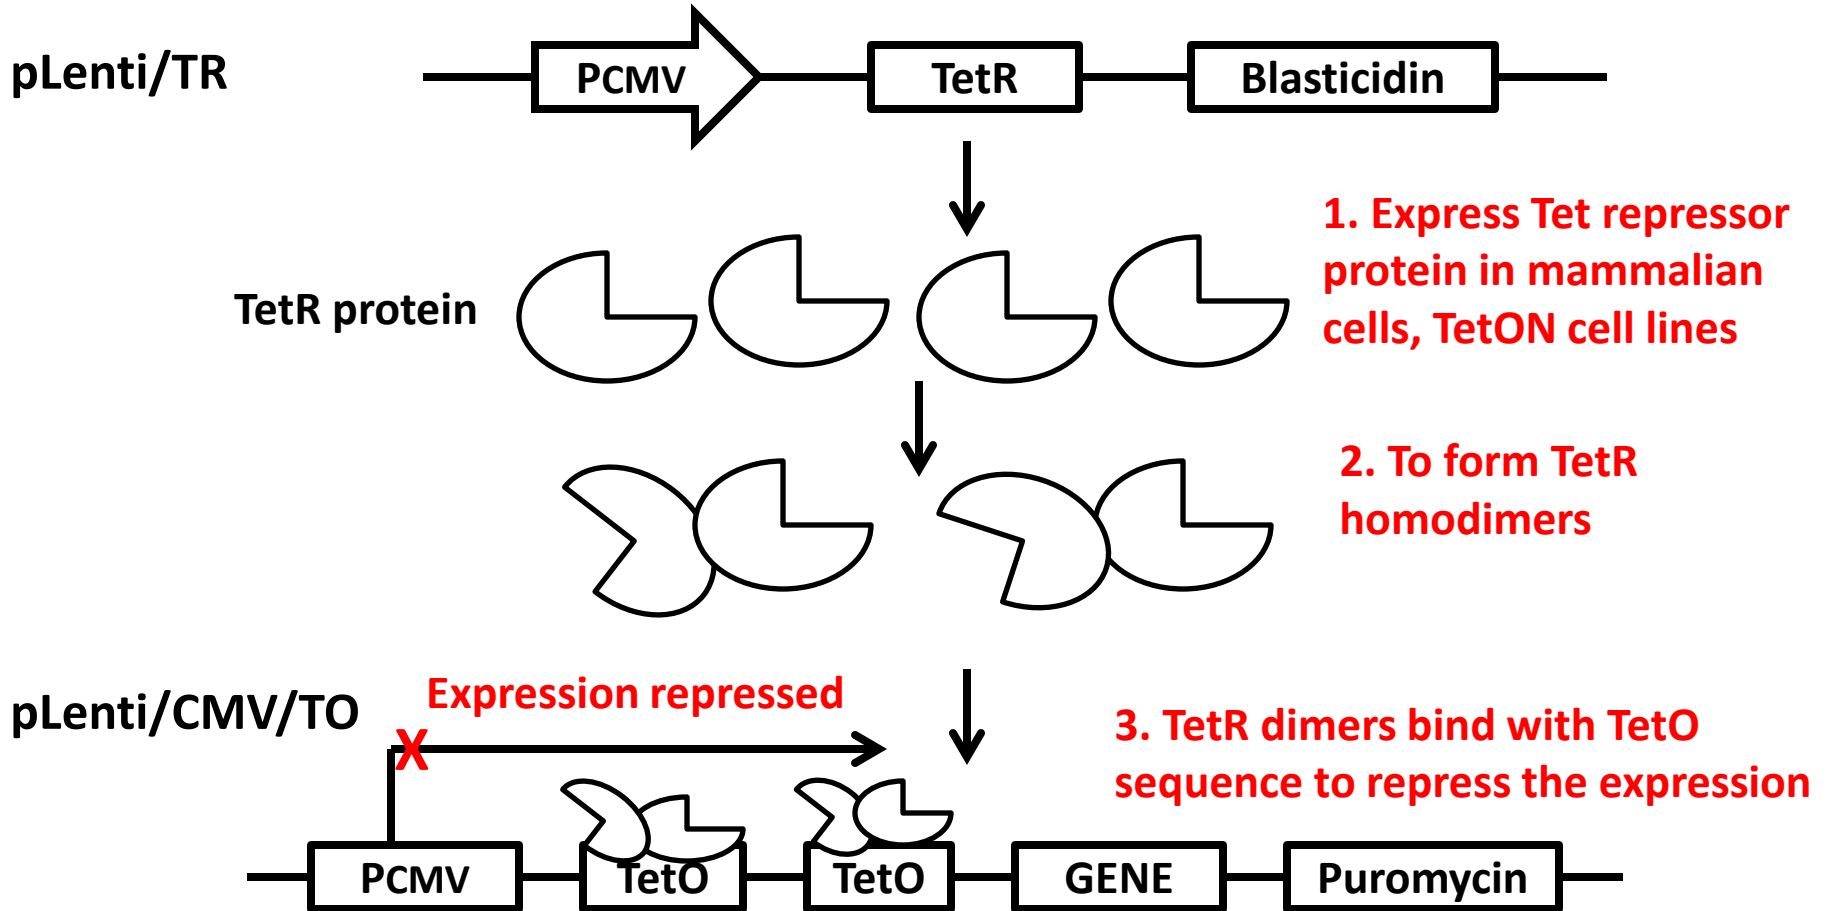 pLenti/TR
PCMV
TetR
Blasticidin
1. Express Tet repressor
protein in mammalian
cells, TetON cell lines
TetR protein
2. To form TetR
homodimers
pLenti/CMV/TO
Expression repressed
X
3. TetR dimers bind with TetO
sequence to repress the expression
PCMV
TetO
TetO
GENE
Puromycin